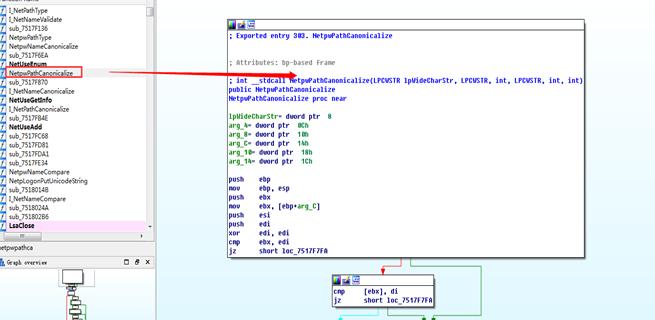 I_NetPathType
I_NetNameValidate
sub_7517F136
NetpwPathType
NetpwNameCanonicalize
sub_7517F6EA
NetUseEnum
NetpwPathCanonicalize
sub_7517F870
I_NetNameCanonicalize
NetUseGetInfo
I_NetPathCanonicalize
sub_7517FB4E
NetUseAdd
sub_7517FC68
sub_7517FD81
sub_7517FDA1
sub_7517FE34
NetpwNameCompare
NetpLogonPutUnicodeString
sub_7518014B
I_NetNameCompare
sub_7518024A
sub_751802B6
LsaClose
netpwpathca
Graph overview
; Exported entry 303. NetpwPathCanonicalize
; Attributes: bp-based frame
; int __stdcall NetpwPathCanonicalize(LPCWSTR lpWideCharStr, LPCWSTR, int, LPCWSTR, int, int)
public NetpwPathCanonicalize
NetpwPathCanonicalize proc near
lpWideCharStr= dword ptr  8
arg_4= dword ptr  0Ch
arg_8= dword ptr  10h
arg_C= dword ptr  14h
arg_10= dword ptr  18h
arg_14= dword ptr  1Ch
push    ebp
mov     ebp, esp
push    ebx
mov     ebx, [ebp+arg_C]
push    esi
push    edi
xor     edi, edi
cmp     ebx, edi
jz      short loc_7517F7FA
cmp     [ebx], di
jz      short loc_7517F7FA